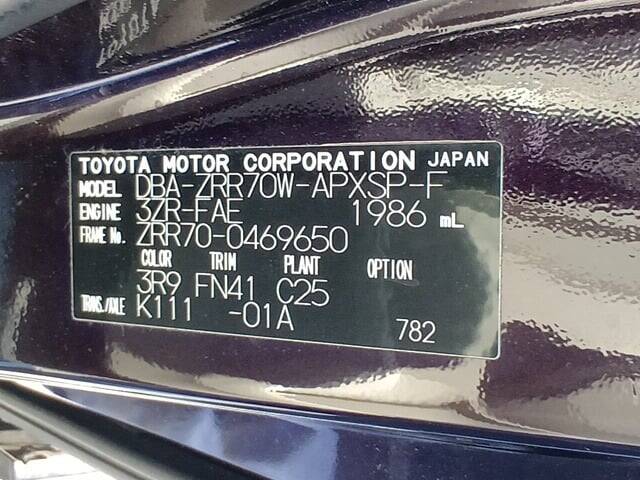 TOYOTA MOTOR CORPORATION JAPAN
MODEL DBA-ZRR70W-APXSP-F
ENGINE 3ZR-FAE 1986 mL
FRAME No. ZRR70-0469650
COLOR TRIM PLANT OPTION
3R9 FN41 C25
TRANS./AXLE K111 -01A
782